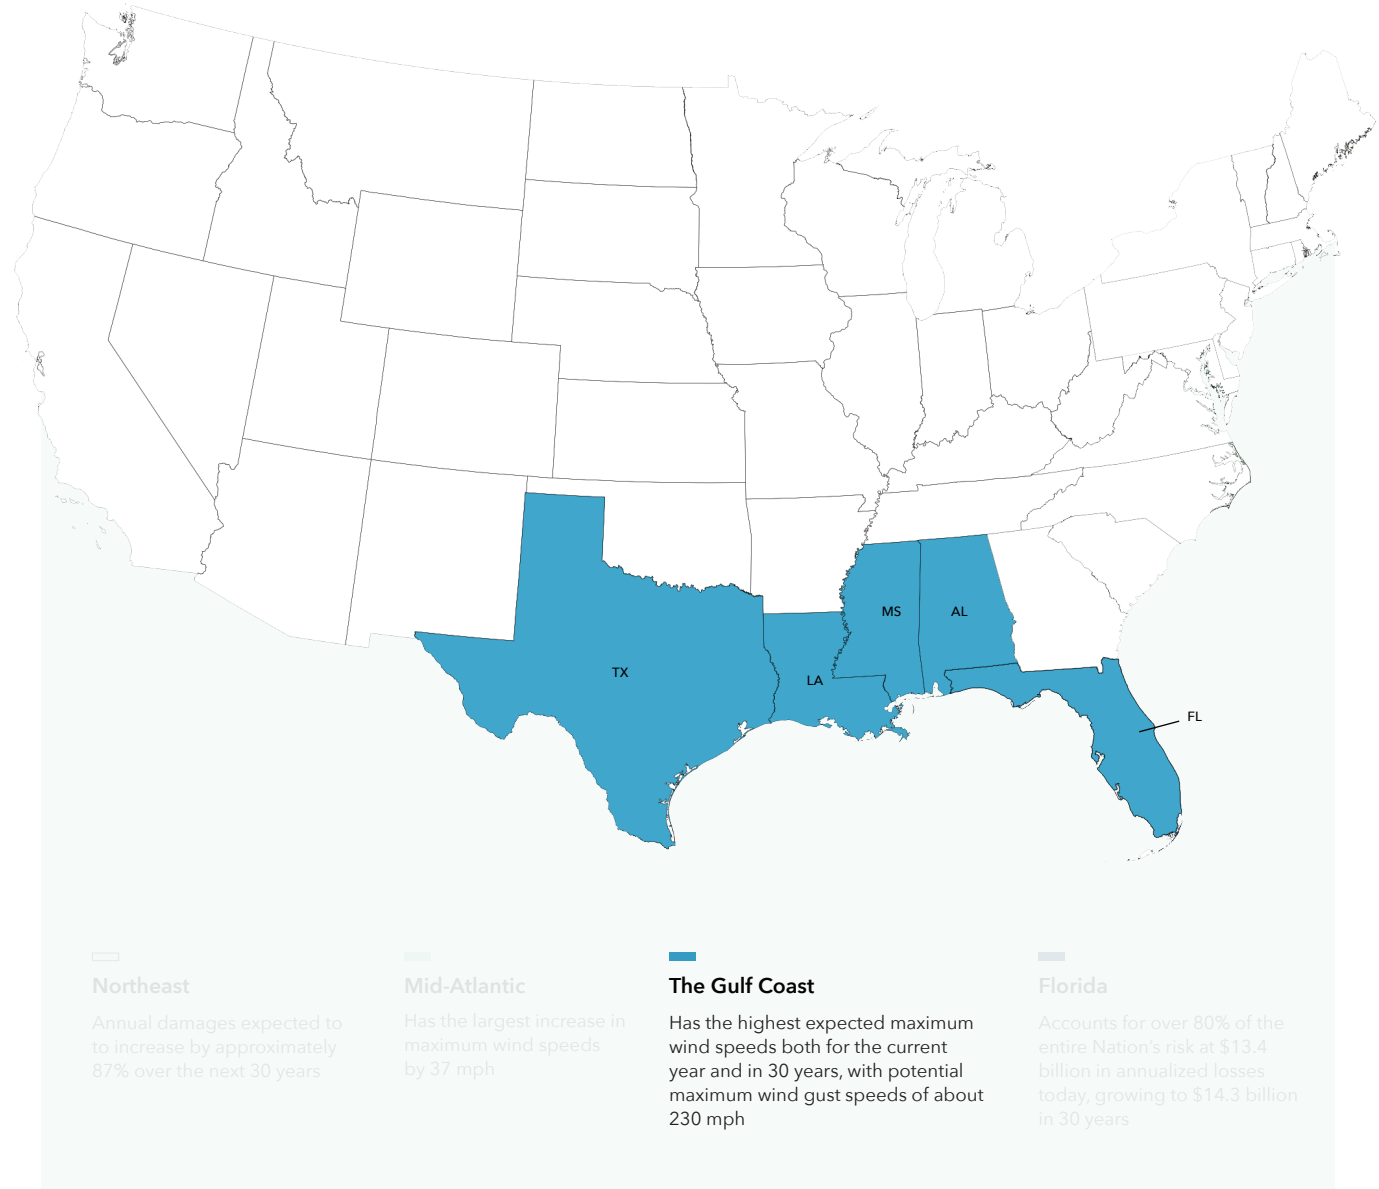 MS
AL
TX
LA
FL
Northeast
Annual damages expected to
to increase by approximately
87% over the next 30 years
Mid-Atlantic
Has the largest increase in
maximum wind speeds
by 37 mph
The Gulf Coast
Has the highest expected maximum
wind speeds both for the current
year and in 30 years, with potential
maximum wind gust speeds of about
230 mph
Florida
Accounts for over 80% of the
entire Nation's risk at $13.4
billion in annualized losses
today, growing to $14.3 billion
in 30 years